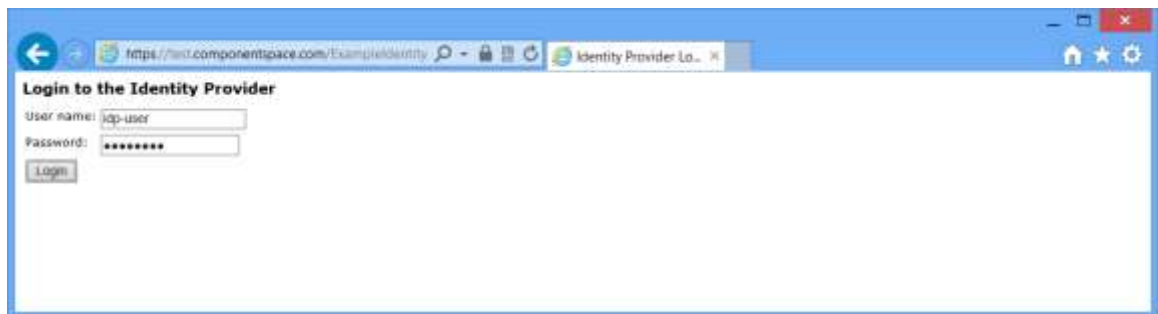 https://test.componentspace.com/ExampleIdentity
Identity Provider Lo...
Login to the Identity Provider
User name: idp-user
Password: ••••••••
Login